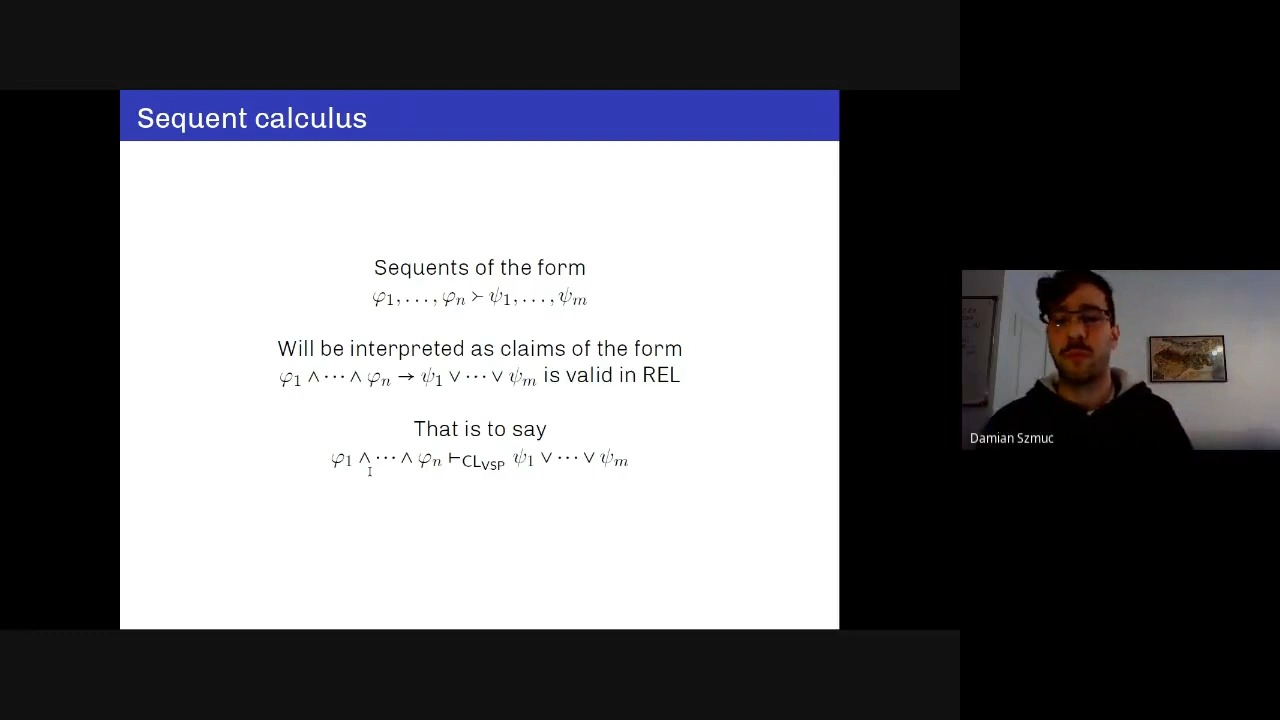 Sequent calculus
Sequents of the form
φ₁, . . . , φₙ ≻ ψ₁, . . . , ψₘ
Will be interpreted as claims of the form
φ₁ ∧ ⋯ ∧ φₙ → ψ₁ ∨ ⋯ ∨ ψₘ is valid in REL
That is to say
φ₁ ∧ ⋯ ∧ φₙ ⊢CL_VSP ψ₁ ∨ ⋯ ∨ ψₘ
Damian Szmuc